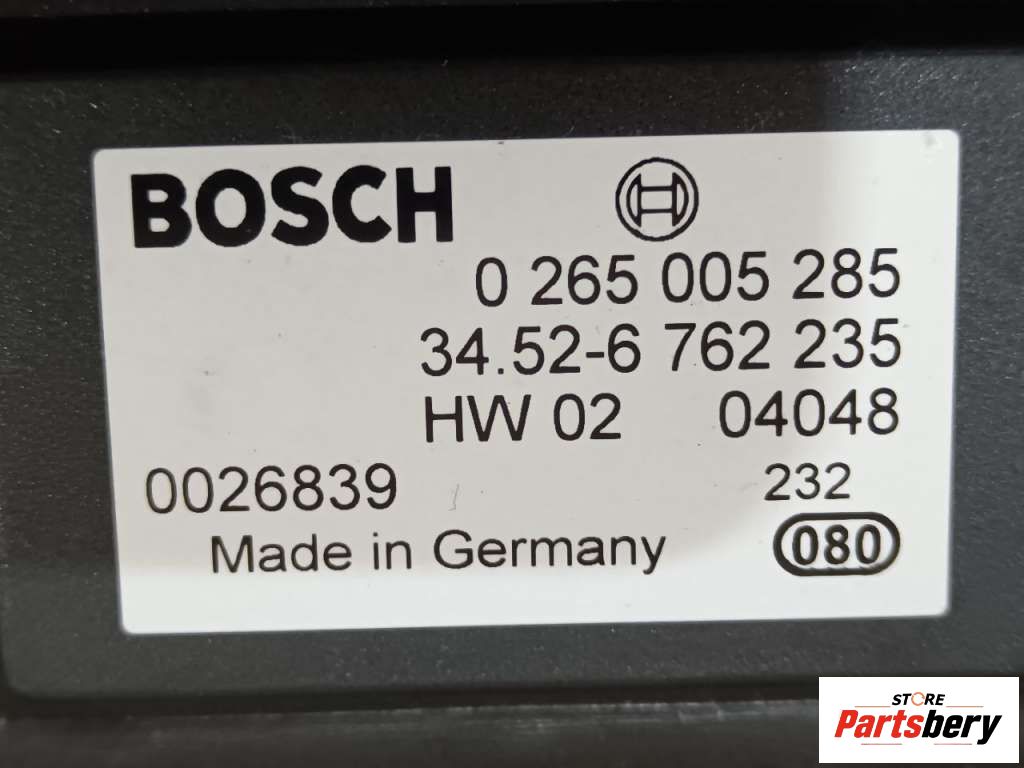 BOSCH
0 265 005 285
34.52-6 762 235
HW 02 04048
0026839 232
Made in Germany 080
STORE
Partsbery